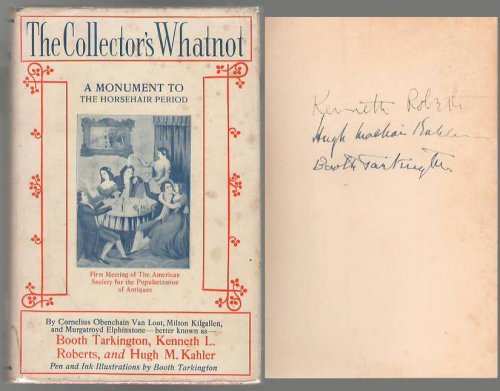 The Collector's Whatnot
A MONUMENT TO
THE HORSEHAIR PERIOD
First Meeting of The American
Society for the Popularization
of Antiques
By Cornelius Obenchain Van Loot, Milton Kilgallen,
and Murgatroyd Elphinstone—better known as—
Booth Tarkington, Kenneth L.
Roberts, and Hugh M. Kahler
Pen and Ink Illustrations by Booth Tarkington
Kenneth Roberts
Hugh MacNair Kahler
Booth Tarkington